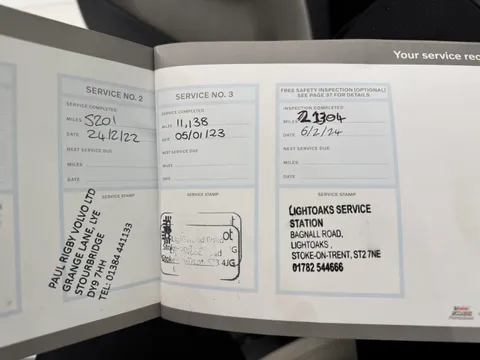 Your service rec
SERVICE NO. 2
SERVICE COMPLETED
MILES 5201
DATE 24/2/22
NEXT SERVICE DUE
MILES
DATE
SERVICE STAMP
PAUL RIGBY VOLVO LTD
GRANGE LANE, LYE
STOURBRIDGE
DY9 7HH
TEL: 01384 441133
SERVICE NO. 3
SERVICE COMPLETED
MILES 11,138
DATE 05/01/23
NEXT SERVICE DUE
MILES
DATE
SERVICE STAMP
4JG
FREE SAFETY INSPECTION (OPTIONAL)
SEE PAGE 37 FOR DETAILS
INSPECTION COMPLETED
MILES 21304
DATE 6/2/24
NEXT SERVICE DUE
MILES
DATE
SERVICE STAMP
LIGHTOAKS SERVICE
STATION
BAGNALL ROAD,
LIGHTOAKS,
STOKE-ON-TRENT, ST2 7NE
01782 544666